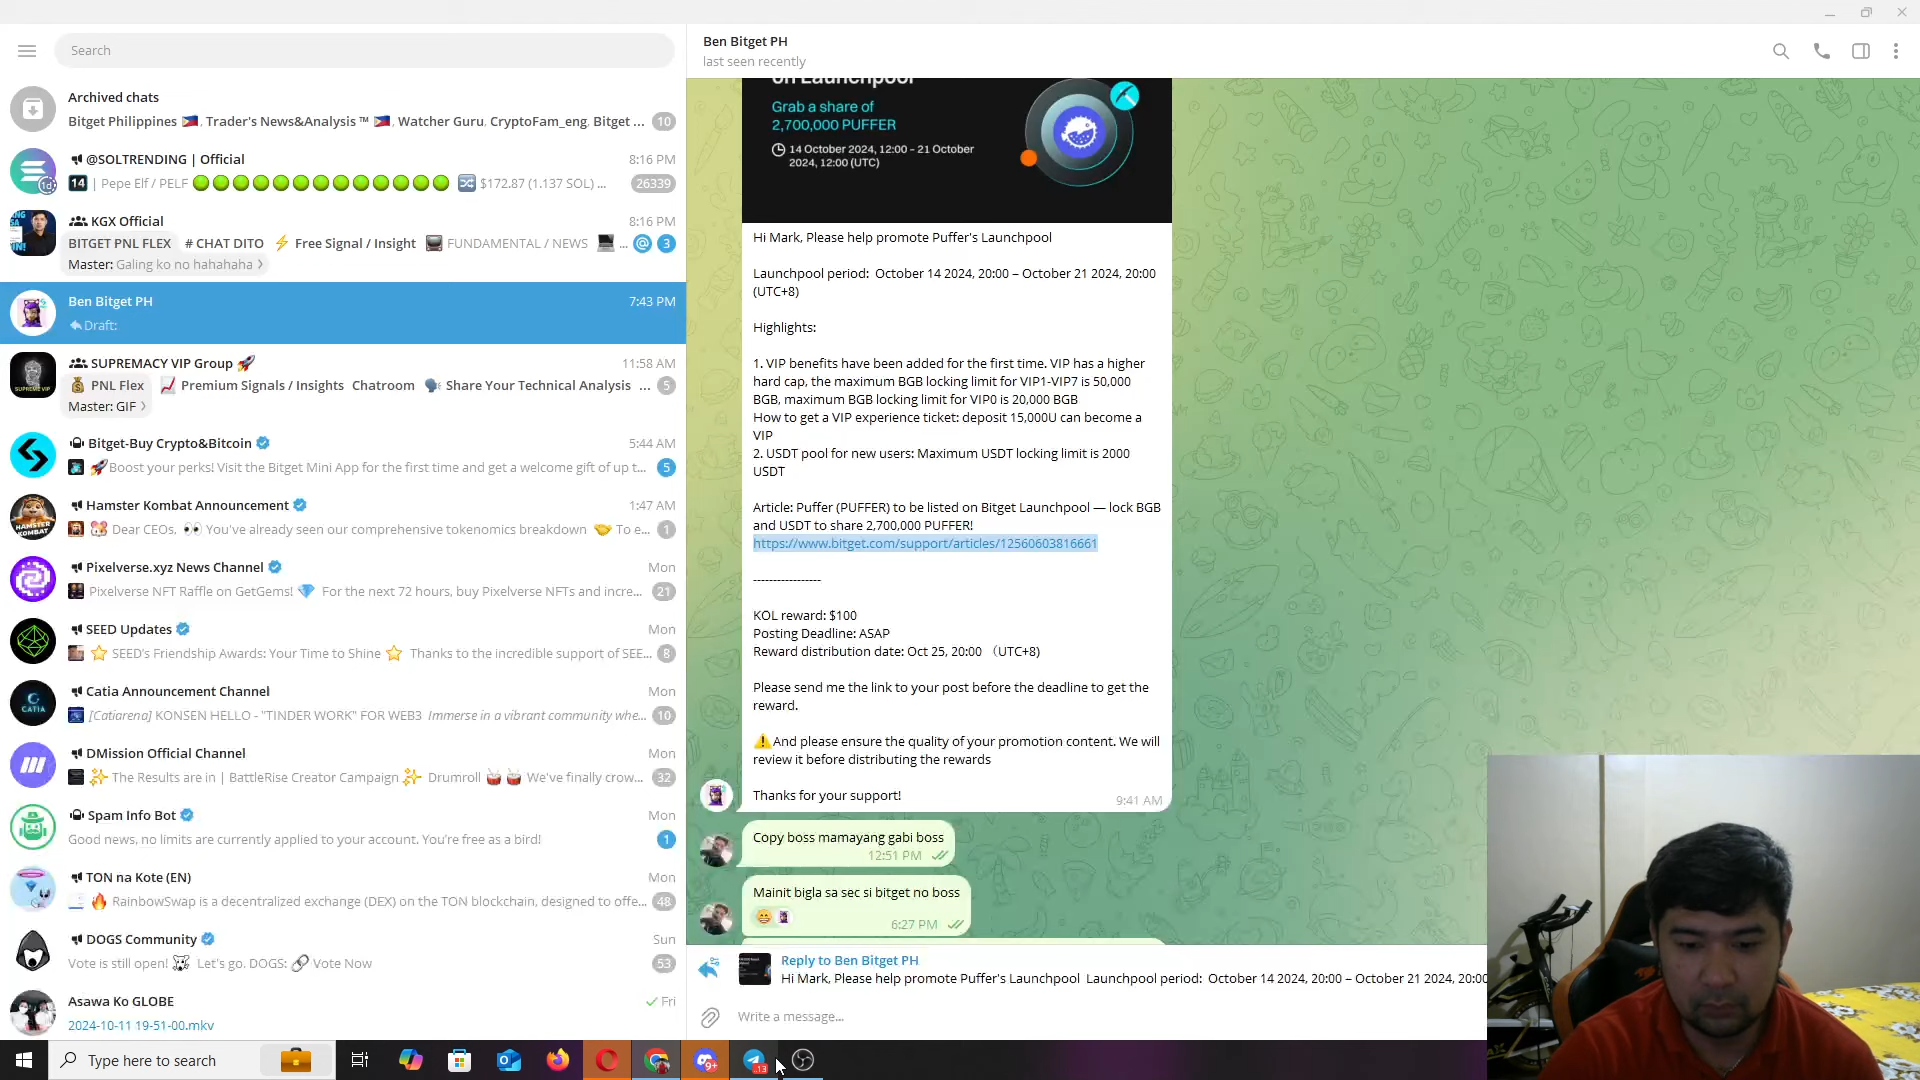 Search
Archived chats
Bitget Philippines 🇵🇭, Trader's News&Analysis ™ 🇵🇭, Watcher Guru, CryptoFam_eng, Bitget ... 10
@SOLTRENDING | Official 8:16 PM
14 | Pepe Elf / PELF 🟢🟢🟢🟢🟢🟢🟢🟢🟢🟢🟢🟢🟢 🔀 $172.87 (1.137 SOL) ... 26339
1d
KGX Official 8:16 PM
BITGET PNL FLEX # CHAT DITO ⚡ Free Signal / Insight FUNDAMENTAL / NEWS 💻 ... @ 3
Master: Galing ko no hahahaha >
Ben Bitget PH 7:43 PM
Draft:
SUPREMACY VIP Group 🚀 11:58 AM
💰 PNL Flex 📈 Premium Signals / Insights Chatroom 🗣 Share Your Technical Analysis ... 5
Master: GIF >
Bitget-Buy Crypto&Bitcoin 5:44 AM
🚀Boost your perks! Visit the Bitget Mini App for the first time and get a welcome gift of up t... 5
Hamster Kombat Announcement 1:47 AM
🐹 Dear CEOs, 👀 You've already seen our comprehensive tokenomics breakdown 🤝 To e... 1
Pixelverse.xyz News Channel Mon
Pixelverse NFT Raffle on GetGems! 💎 For the next 72 hours, buy Pixelverse NFTs and incre... 21
SEED Updates Mon
⭐ SEED's Friendship Awards: Your Time to Shine ⭐ Thanks to the incredible support of SEE... 8
Catia Announcement Channel Mon
[Catiarena] KONSEN HELLO - "TINDER WORK" FOR WEB3 Immerse in a vibrant community whe... 10
DMission Official Channel Mon
✨ The Results are in | BattleRise Creator Campaign ✨ Drumroll 🥁 🥁 We've finally crow... 32
Spam Info Bot Mon
Good news, no limits are currently applied to your account. You're free as a bird! 1
TON na Kote (EN) Mon
🔥 RainbowSwap is a decentralized exchange (DEX) on the TON blockchain, designed to offe... 48
DOGS Community Sun
Vote is still open! Let's go. DOGS: 🔗 Vote Now 53
Asawa Ko GLOBE Fri
2024-10-11 19-51-00.mkv
Ben Bitget PH
last seen recently
on Launchpool
Grab a share of
2,700,000 PUFFER
14 October 2024, 12:00 – 21 October
2024, 12:00 (UTC)
Hi Mark, Please help promote Puffer's Launchpool
Launchpool period: October 14 2024, 20:00 – October 21 2024, 20:00
(UTC+8)
Highlights:
1. VIP benefits have been added for the first time. VIP has a higher
hard cap, the maximum BGB locking limit for VIP1-VIP7 is 50,000
BGB, maximum BGB locking limit for VIP0 is 20,000 BGB
How to get a VIP experience ticket: deposit 15,000U can become a
VIP
2. USDT pool for new users: Maximum USDT locking limit is 2000
USDT
Article: Puffer (PUFFER) to be listed on Bitget Launchpool — lock BGB
and USDT to share 2,700,000 PUFFER!
https://www.bitget.com/support/articles/12560603816661
-----------------
KOL reward: $100
Posting Deadline: ASAP
Reward distribution date: Oct 25, 20:00 （UTC+8)
Please send me the link to your post before the deadline to get the
reward.
⚠️And please ensure the quality of your promotion content. We will
review it before distributing the rewards
Thanks for your support! 9:41 AM
Copy boss mamayang gabi boss
12:51 PM
Mainit bigla sa sec si bitget no boss
😁 6:27 PM
Reply to Ben Bitget PH
Hi Mark, Please help promote Puffer's Launchpool Launchpool period: October 14 2024, 20:00 – October 21 2024, 20:00
Write a message...
Type here to search
9+
..13